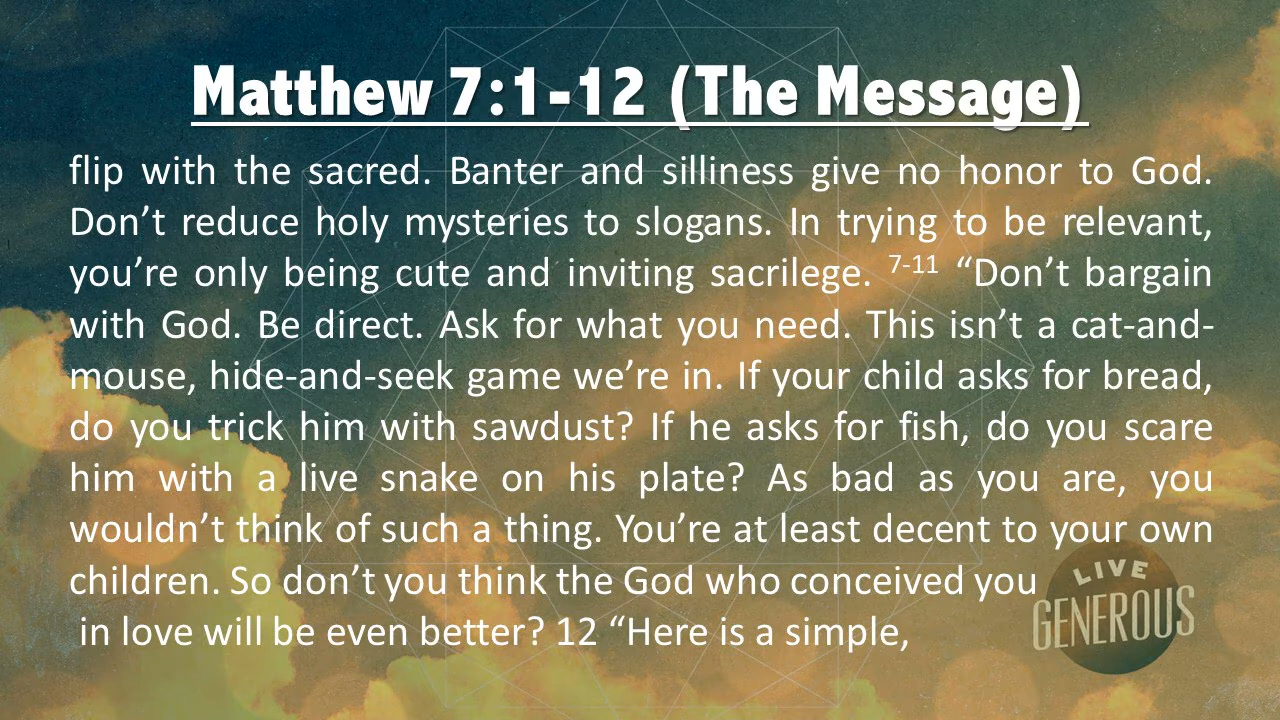 Matthew 7:1-12 (The Message)
flip with the sacred. Banter and silliness give no honor to God.
Don’t reduce holy mysteries to slogans. In trying to be relevant,
you’re only being cute and inviting sacrilege. 7-11 “Don’t bargain
with God. Be direct. Ask for what you need. This isn’t a cat-and-
mouse, hide-and-seek game we’re in. If your child asks for bread,
do you trick him with sawdust? If he asks for fish, do you scare
him with a live snake on his plate? As bad as you are, you
wouldn’t think of such a thing. You’re at least decent to your own
children. So don’t you think the God who conceived you
in love will be even better? 12 “Here is a simple,
LIVE
GENEROUS